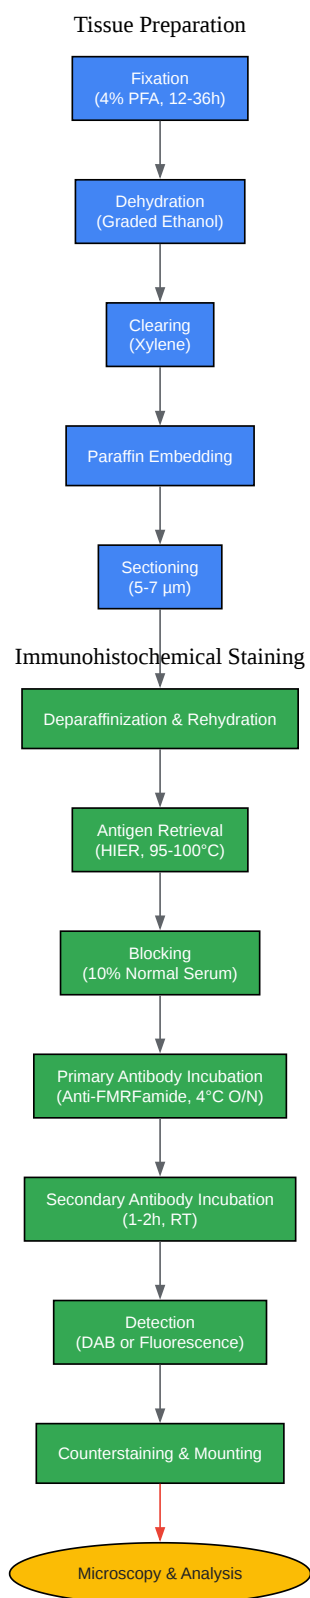 Tissue Preparation
Fixation
(4% PFA, 12-36h)
Dehydration
(Graded Ethanol)
Clearing
(Xylene)
Paraffin Embedding
Sectioning
(5-7 µm)
Immunohistochemical Staining
Deparaffinization & Rehydration
Antigen Retrieval
(HIER, 95-100°C)
Blocking
(10% Normal Serum)
Primary Antibody Incubation
(Anti-FMRFamide, 4°C O/N)
Secondary Antibody Incubation
(1-2h, RT)
Detection
(DAB or Fluorescence)
Counterstaining & Mounting
Microscopy & Analysis